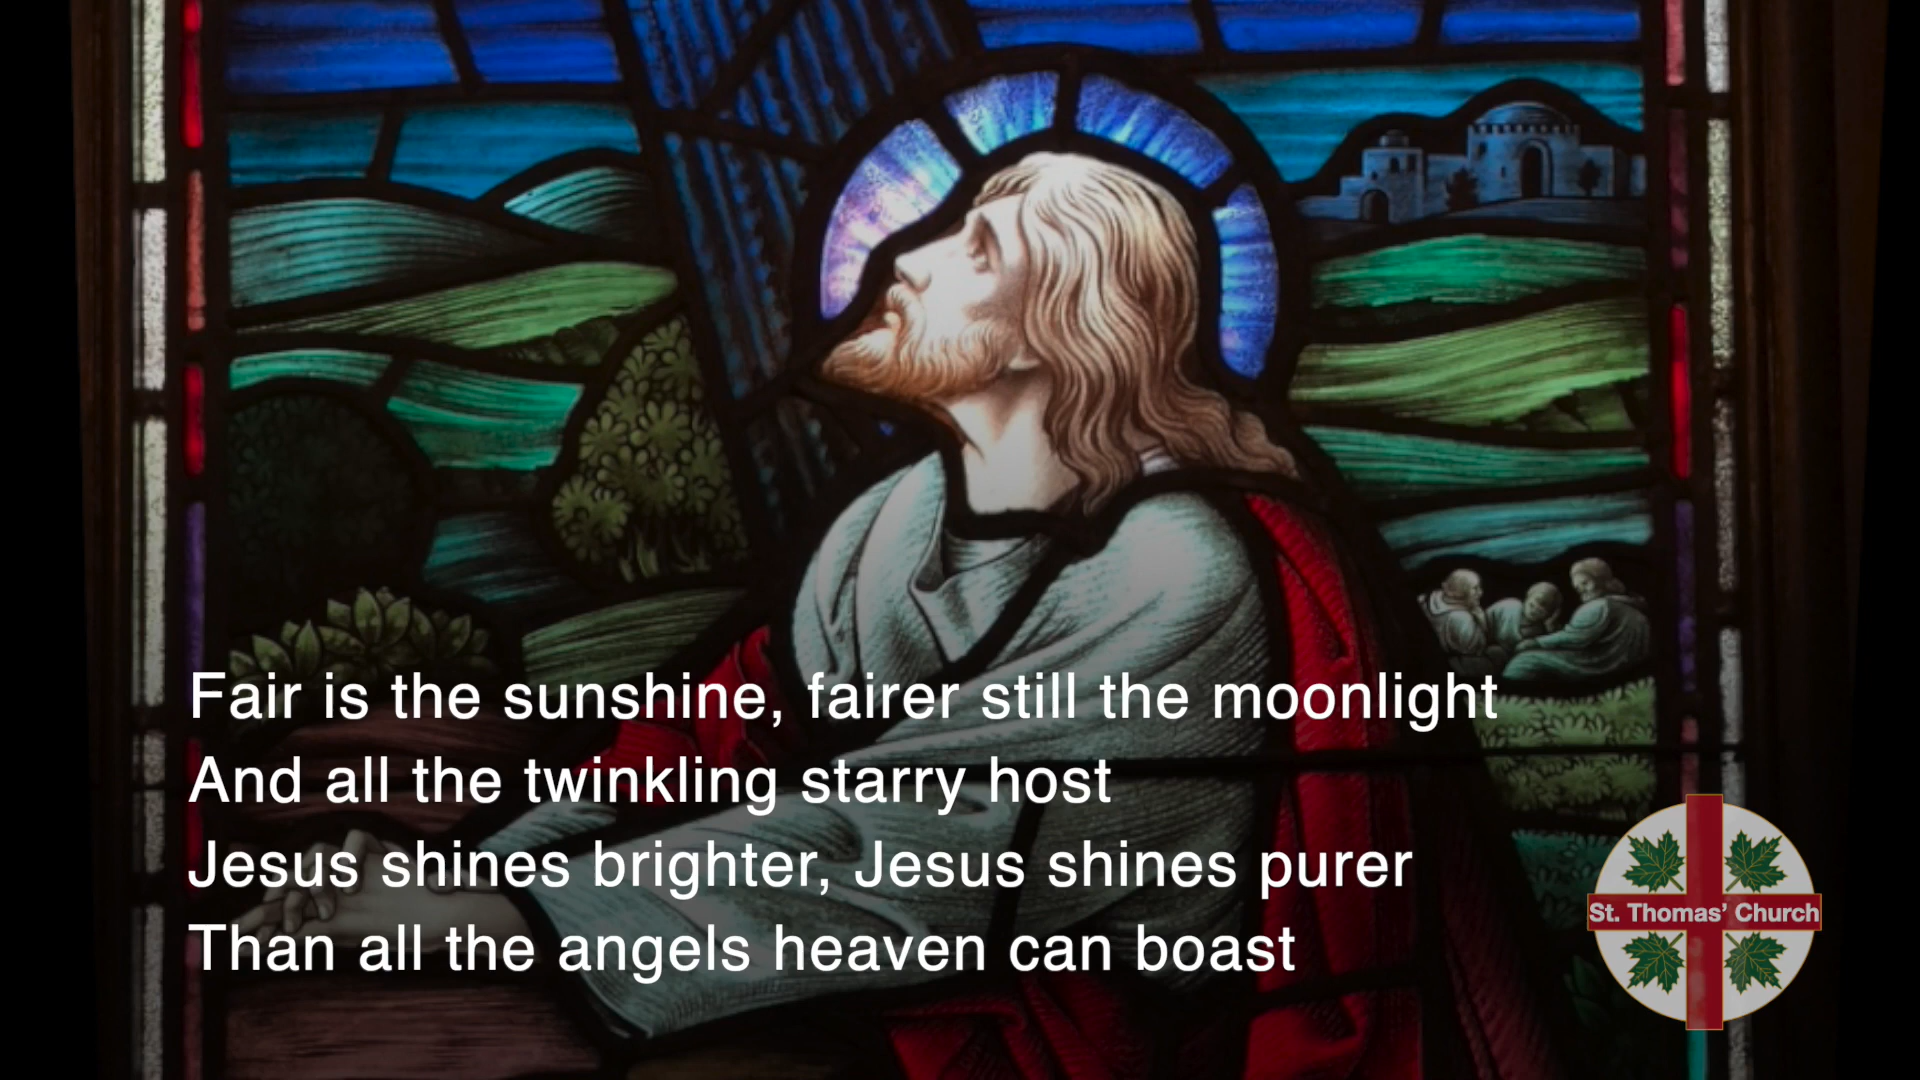 Fair is the sunshine, fairer still the moonlight
And all the twinkling starry host
Jesus shines brighter, Jesus shines purer
Than all the angels heaven can boast
St. Thomas’ Church